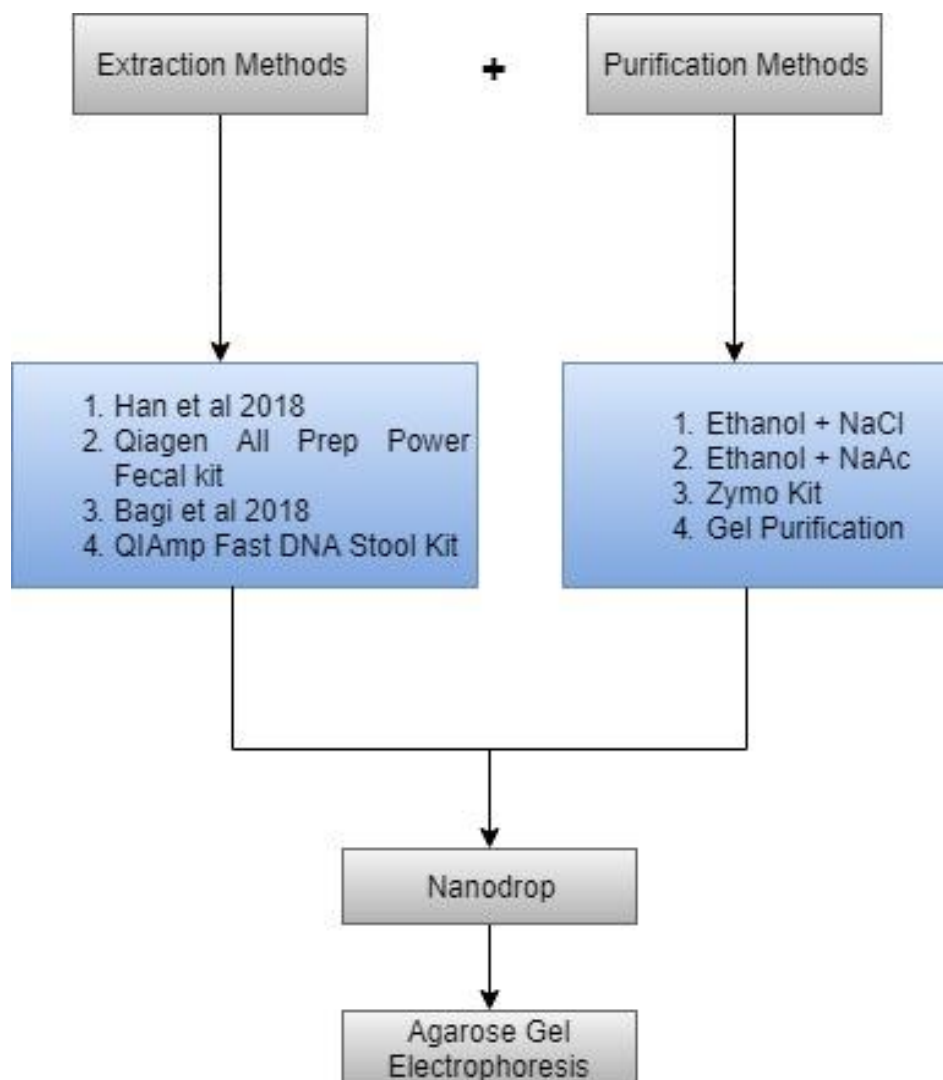 Extraction Methods
+
Purification Methods
1. Han et al 2018
2. Qiagen All Prep Power
Fecal kit
3. Bagi et al 2018
4. QIAmp Fast DNA Stool Kit
1. Ethanol + NaCl
2. Ethanol + NaAc
3. Zymo Kit
4. Gel Purification
Nanodrop
Agarose Gel
Electrophoresis